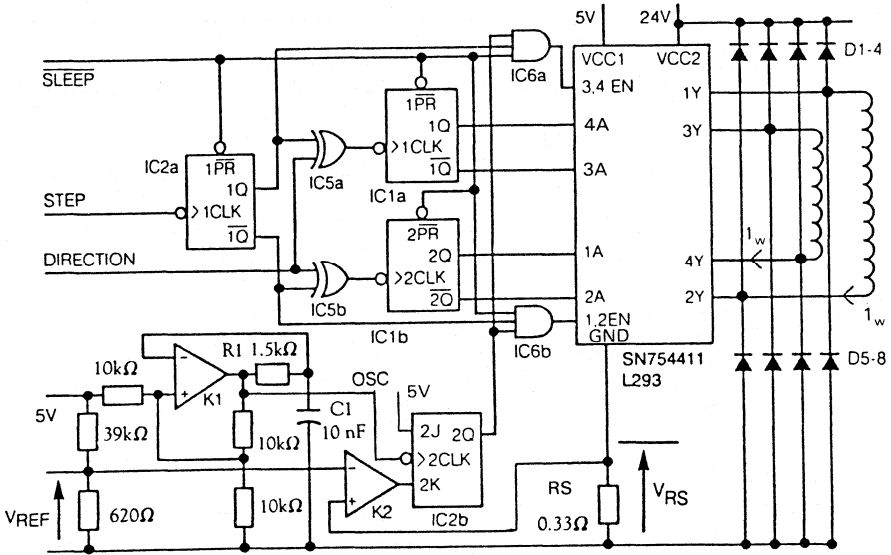 5V 24V
VCC1 VCC2
D1-4
IC6a
SLEEP
3,4 EN
1Y
1PR
1Q
4A
3Y
IC2a
1CLK
1PR
IC5a
1Q
3A
1Q
IC1a
STEP
1CLK
1Q
2PR
2Q
1A
1w
4Y
DIRECTION
2CLK
2Q
2A
2Y
IC5b
1,2EN
1w
IC1b
GND
IC6b
SN754411
L293
D5-8
R1 1.5kΩ
10kΩ
K1
OSC
5V
5V
C1
10 nF
2J 2Q
39kΩ
10kΩ
2CLK
2K
VREF
620Ω
10kΩ
K2
IC2b
RS
0.33Ω
VRS